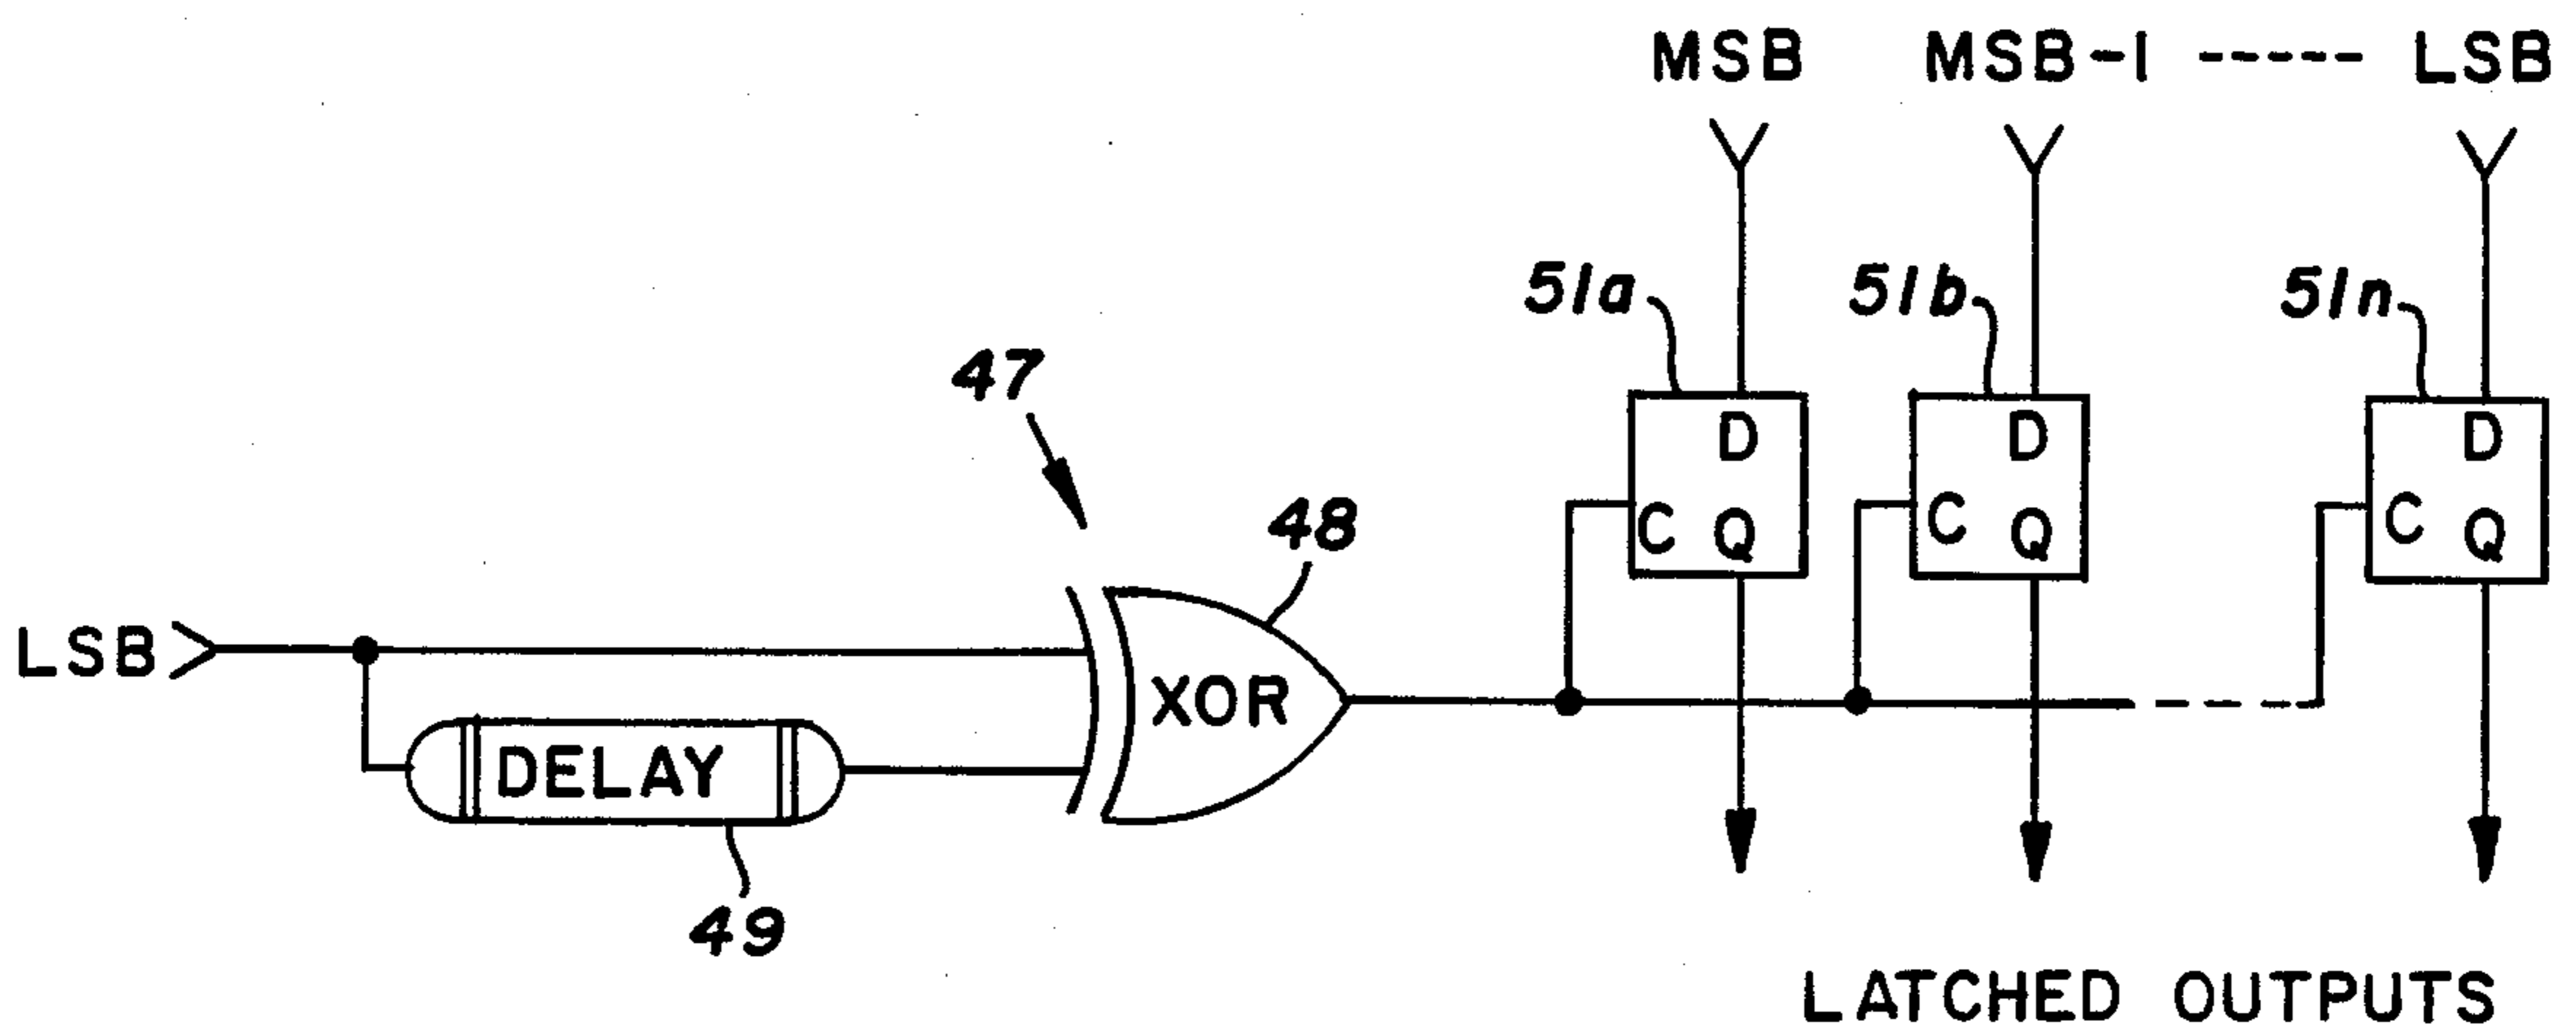 MSB MSB-1 ----- LSB
51a 51b 51n
47
D D D
48
C Q C Q C Q
LSB
XOR
DELAY
49
LATCHED OUTPUTS